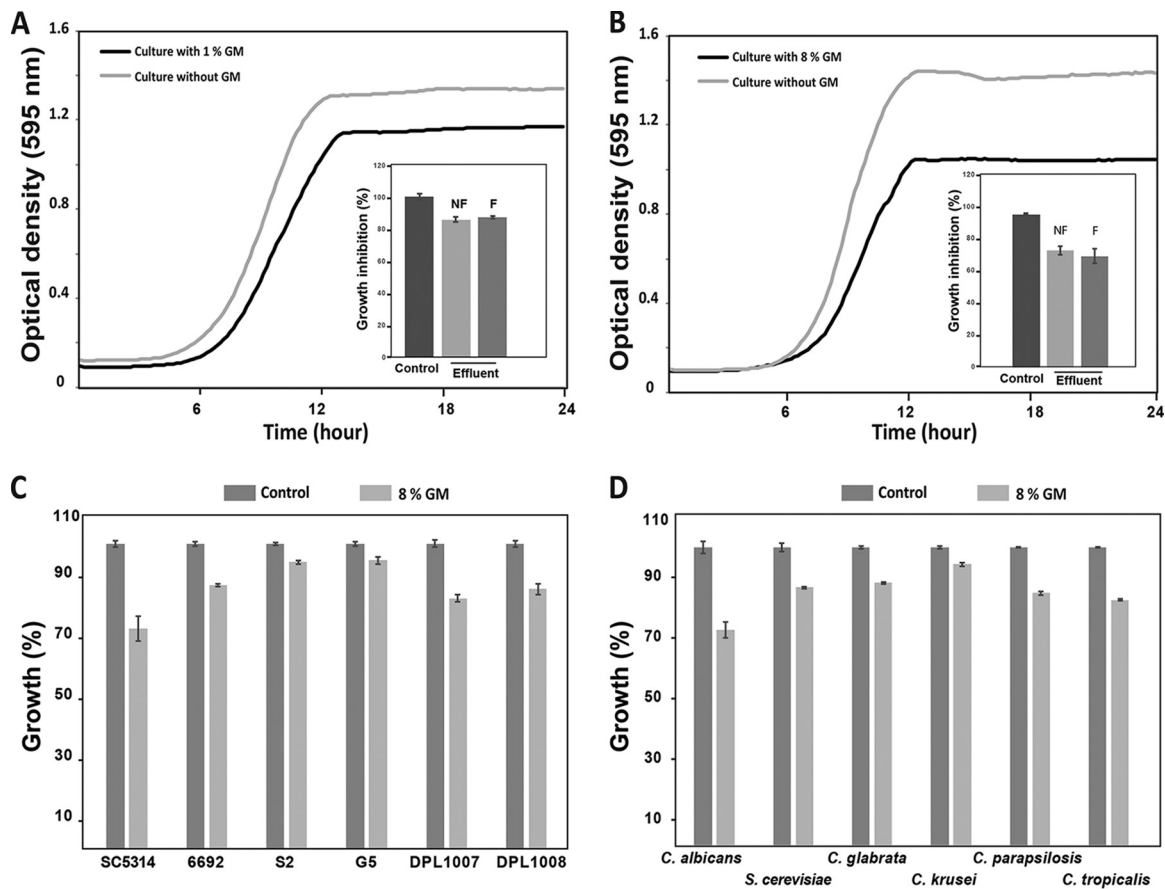 A
1.6
1.2
0.8
0.4
0
Optical density (595 nm)
Culture with 1 % GM
Culture without GM
120
100
80
60
40
20
0
Growth inhibition (%)
NF
F
Control
Effluent
6
12
18
24
Time (hour)
B
1.6
1.2
0.8
0.4
0
Optical density (595 nm)
Culture with 8 % GM
Culture without GM
120
100
80
60
40
20
0
Growth inhibition (%)
NF
F
Control
Effluent
6
12
18
24
Time (hour)
C
Control
8 % GM
110
90
70
50
30
10
Growth (%)
SC5314
6692
S2
G5
DPL1007
DPL1008
D
Control
8 % GM
110
90
70
50
30
10
Growth (%)
C. albicans
S. cerevisiae
C. glabrata
C. krusei
C. parapsilosis
C. tropicalis